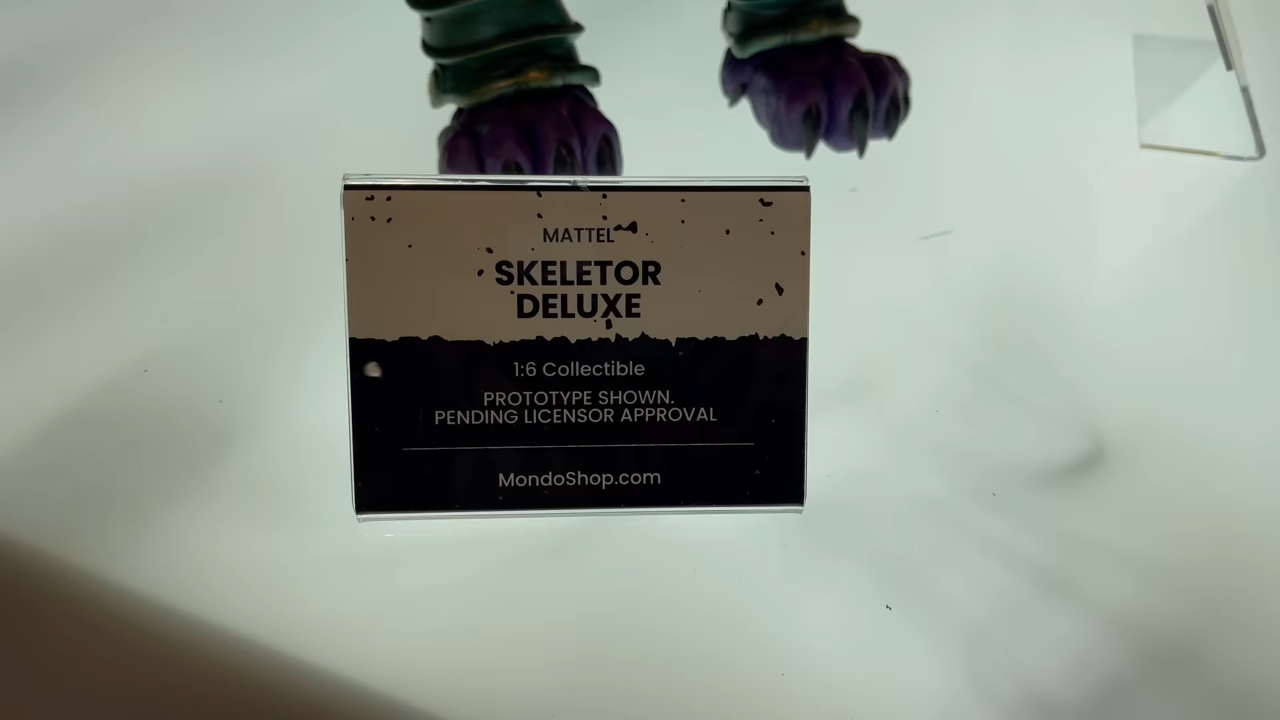 MATTEL
SKELETOR
DELUXE
1:6 Collectible
PROTOTYPE SHOWN.
PENDING LICENSOR APPROVAL
MondoShop.com